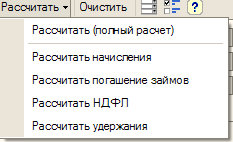 Рассчитать Очистить ?
Рассчитать (полный расчет)
Рассчитать начисления
Рассчитать погашение займов
Рассчитать НДФЛ
Рассчитать удержания